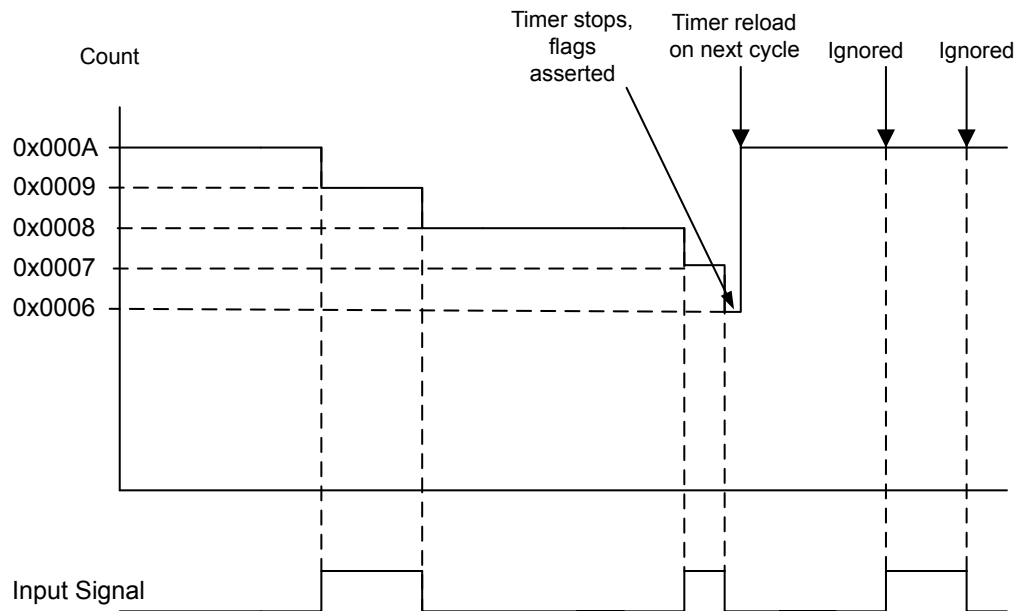 Timer stops,
flags
asserted
Timer reload
on next cycle
Ignored
Ignored
Count
0x000A
0x0009
0x0008
0x0007
0x0006
Input Signal